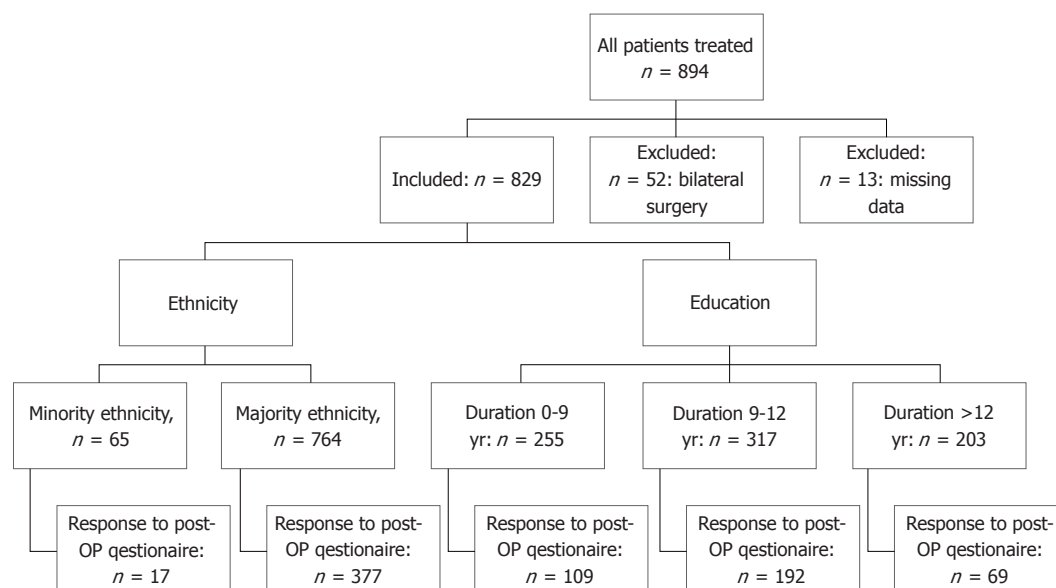 All patients treated
n = 894
Included: n = 829
Excluded:
n = 52: bilateral
surgery
Excluded:
n = 13: missing
data
Ethnicity
Education
Minority ethnicity,
n = 65
Majority ethnicity,
n = 764
Duration 0-9
yr: n = 255
Duration 9-12
yr: n = 317
Duration >12
yr: n = 203
Response to post-
OP qestionaire:
n = 17
Response to post-
OP qestionaire:
n = 377
Response to post-
OP qestionaire:
n = 109
Response to post-
OP qestionaire:
n = 192
Response to post-
OP qestionaire:
n = 69